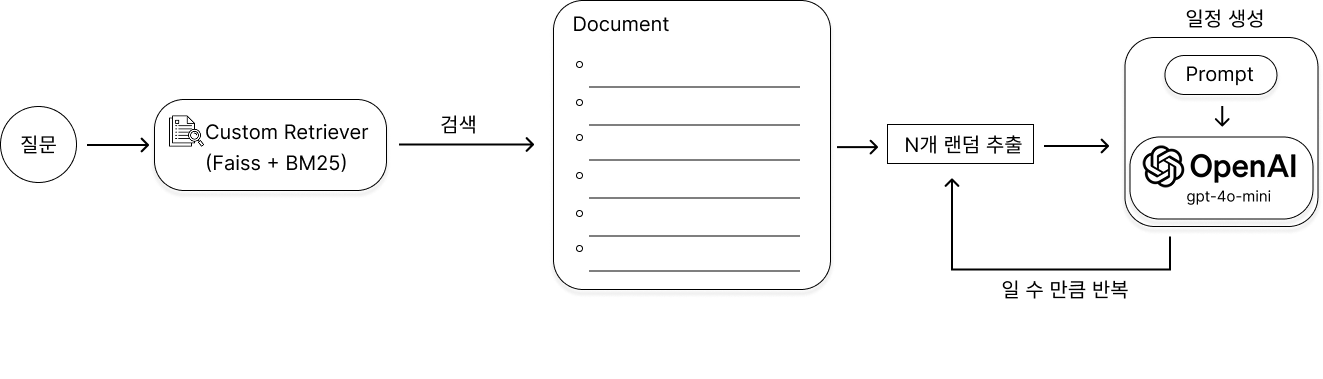 질문
Custom Retriever
(Faiss + BM25)
검색
Document
N개 랜덤 추출
일정 생성
Prompt
OpenAI
gpt-4o-mini
일 수 만큼 반복